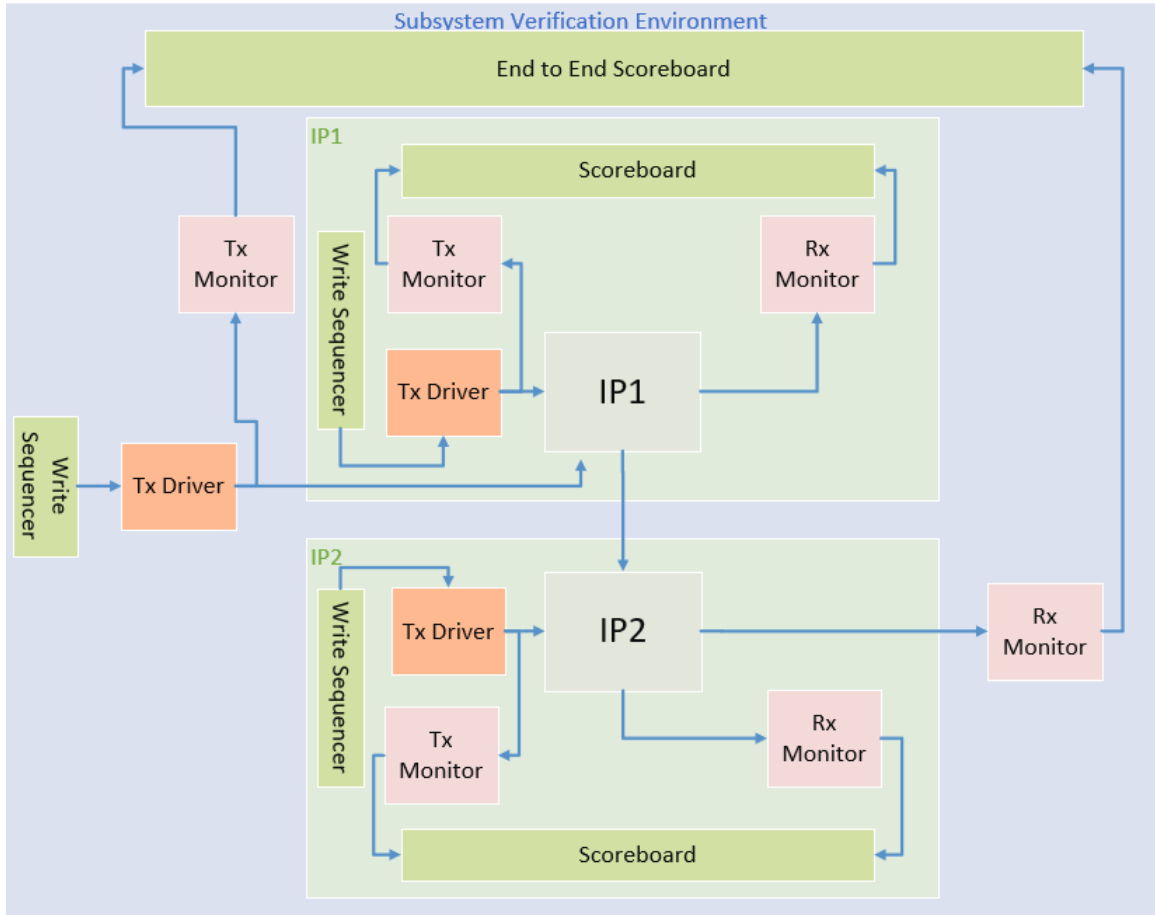 Subsystem Verification Environment
End to End Scoreboard
IP1
Scoreboard
Tx
Monitor
Write Sequencer
Tx
Monitor
Rx
Monitor
Tx Driver
IP1
Write
Sequencer
Tx Driver
IP2
Write Sequencer
Tx Driver
IP2
Rx
Monitor
Tx
Monitor
Rx
Monitor
Scoreboard